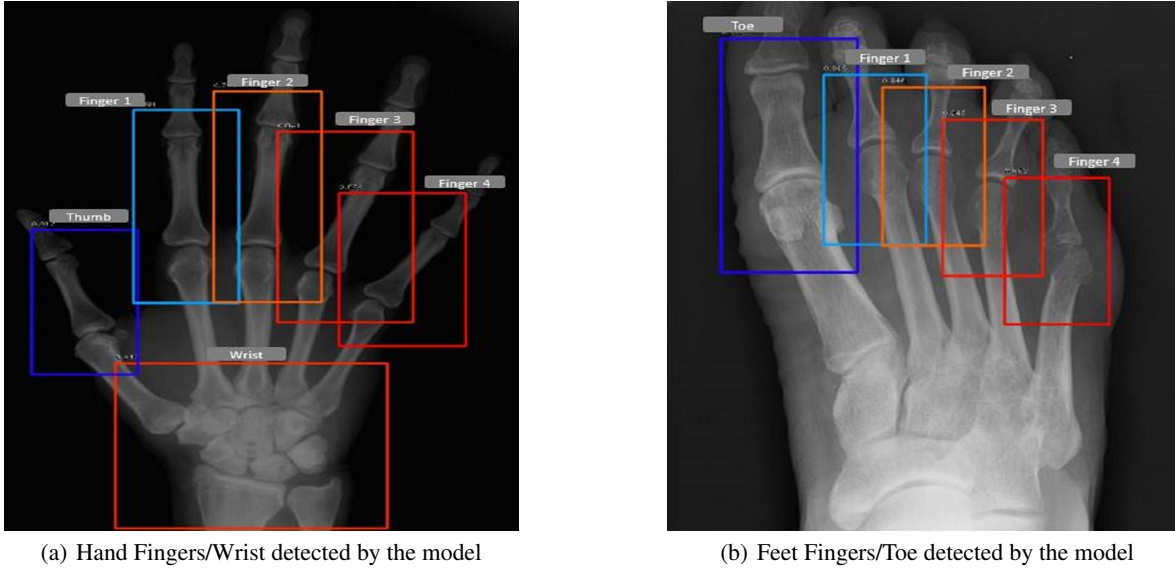 Finger 1
Finger 2
Finger 3
Finger 4
Thumb
Wrist
Toe
Finger 1
Finger 2
Finger 3
Finger 4
(a) Hand Fingers/Wrist detected by the model
(b) Feet Fingers/Toe detected by the model